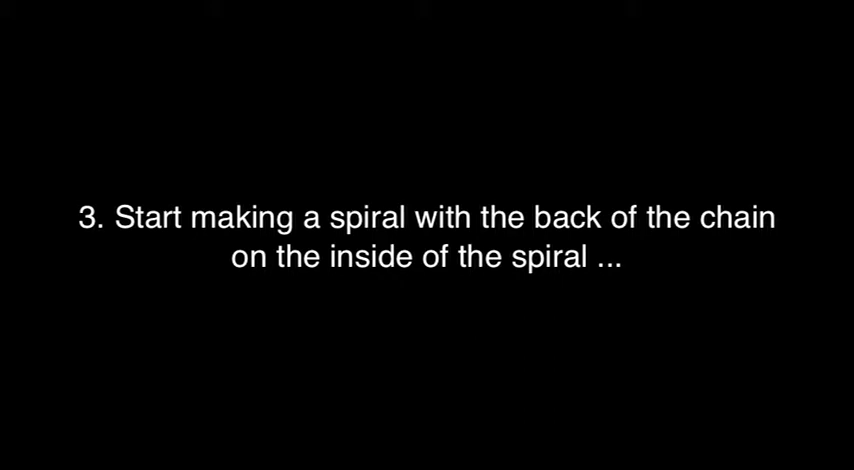 3. Start making a spiral with the back of the chain
on the inside of the spiral ...